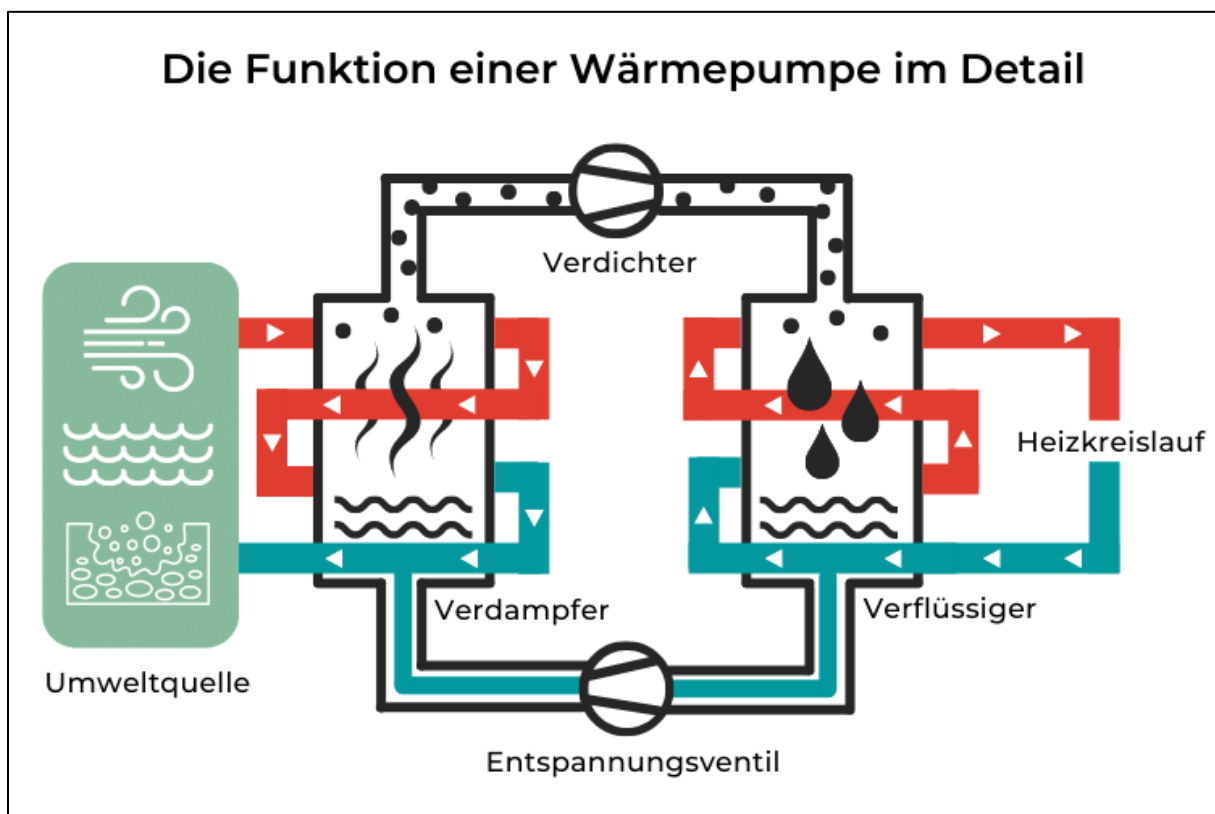 Die Funktion einer Wärmepumpe im Detail
Verdichter
Heizkreislauf
Verdampfer
Verflüssiger
Umweltquelle
Entspannungsventil